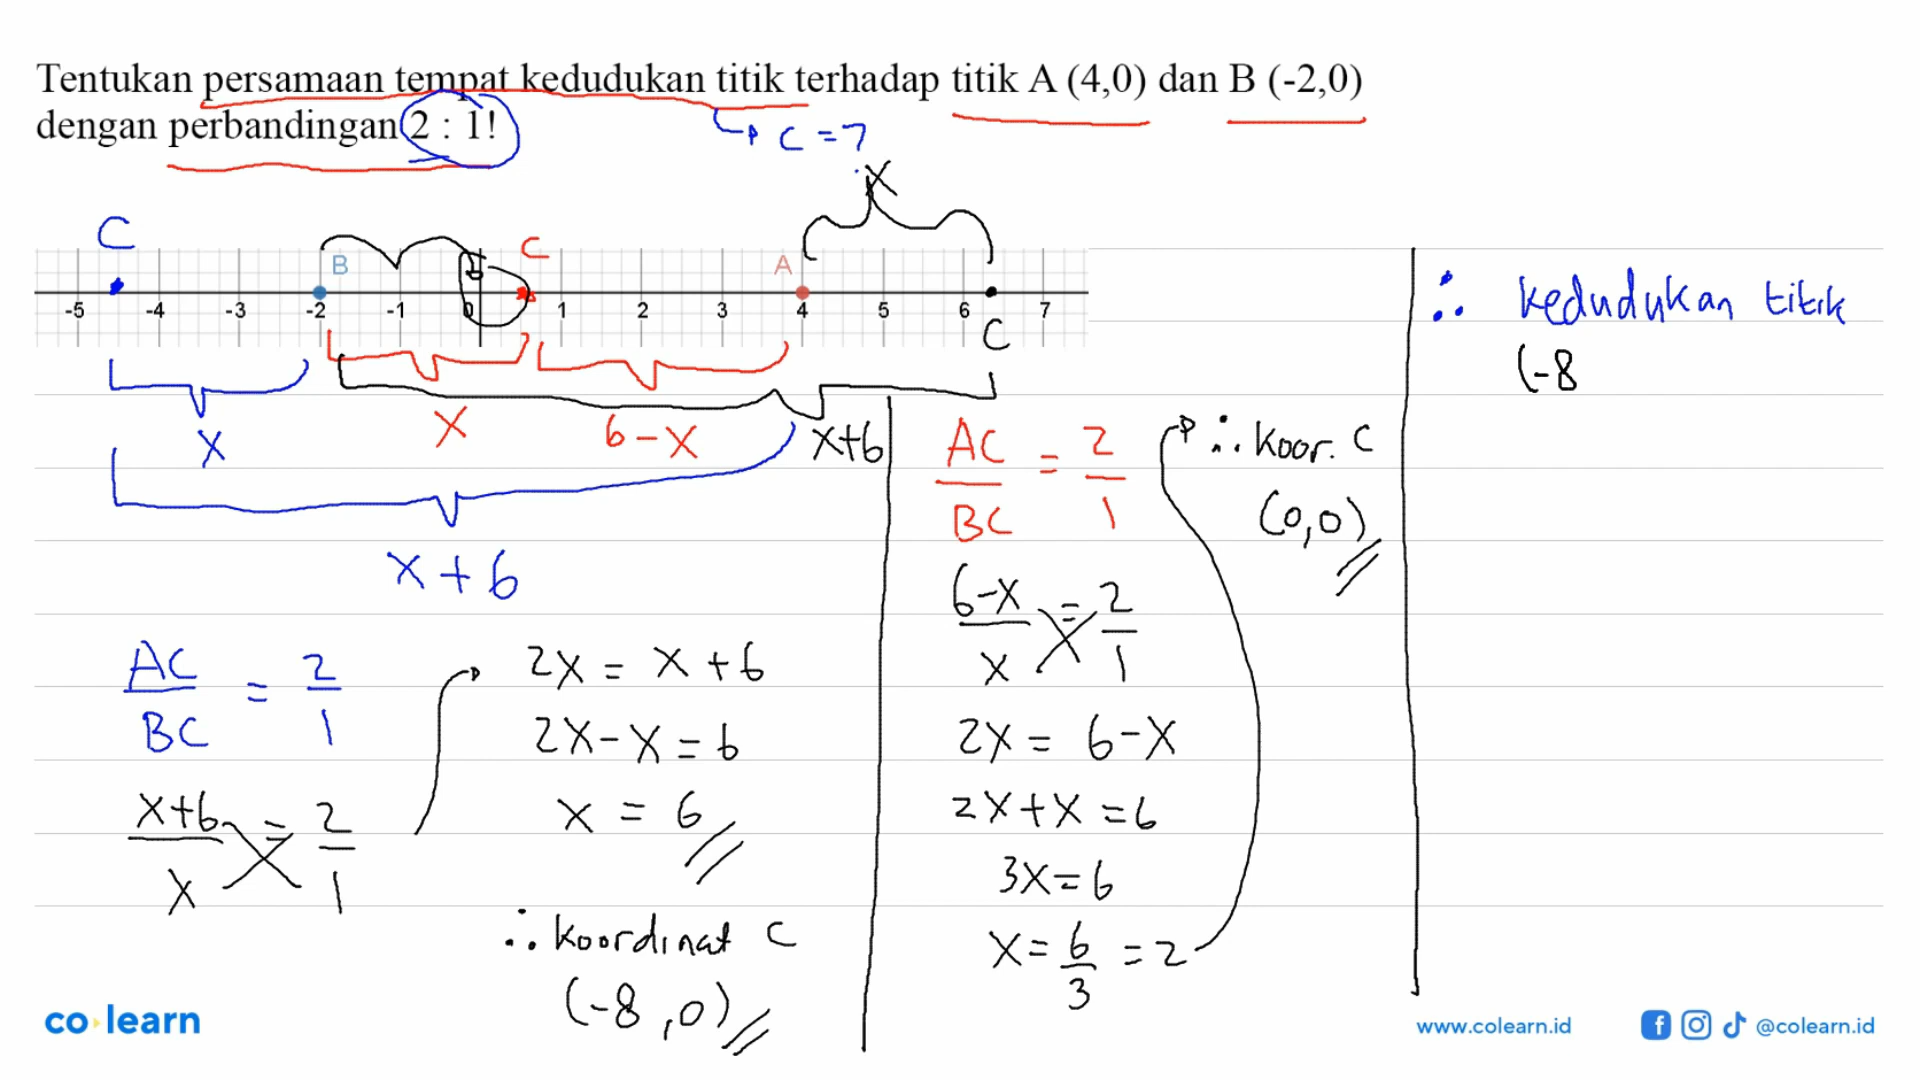 Tentukan persamaan tempat kedudukan titik terhadap titik A (4,0) dan B (-2,0)
dengan perbandingan 2 : 1!
C = ?
x
C
B
C
A
-5 -4 -3 -2 -1 0 1 2 3 4 5 6 7
C
x
x
6-x
x+6
x+6
AC/BC = 2/1
x+6/x = 2/1
2x = x+6
2x-x=6
x = 6
∴ koordinat C
(-8,0)
AC/BC = 2/1
6-x/x = 2/1
2x = 6-x
2x+x=6
3x=6
x=6/3=2
∴ koor. C
(0,0)
∴ kedudukan titik
(-8
co learn
www.colearn.id
@colearn.id